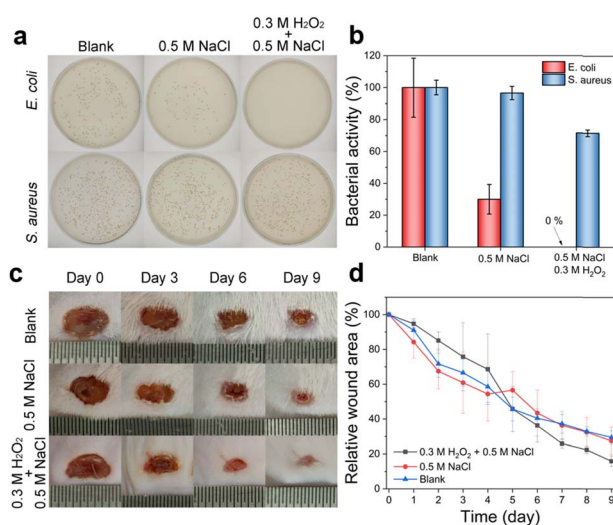 a
Blank
0.5 M NaCl
0.3 M H₂O₂
+
0.5 M NaCl
E. coli
S. aureus
b
Bacterial activity (%)
120
100
80
60
40
20
0
E. coli
S. aureus
0 %
Blank
0.5 M NaCl
0.5 M NaCl
0.3 M H₂O₂
c
Day 0
Day 3
Day 6
Day 9
Blank
0.5 M NaCl
0.3 M H₂O₂
+
0.5 M NaCl
d
Relative wound area (%)
100
80
60
40
20
0
0.3 M H₂O₂ + 0.5 M NaCl
0.5 M NaCl
Blank
0 1 2 3 4 5 6 7 8 9
Time (day)